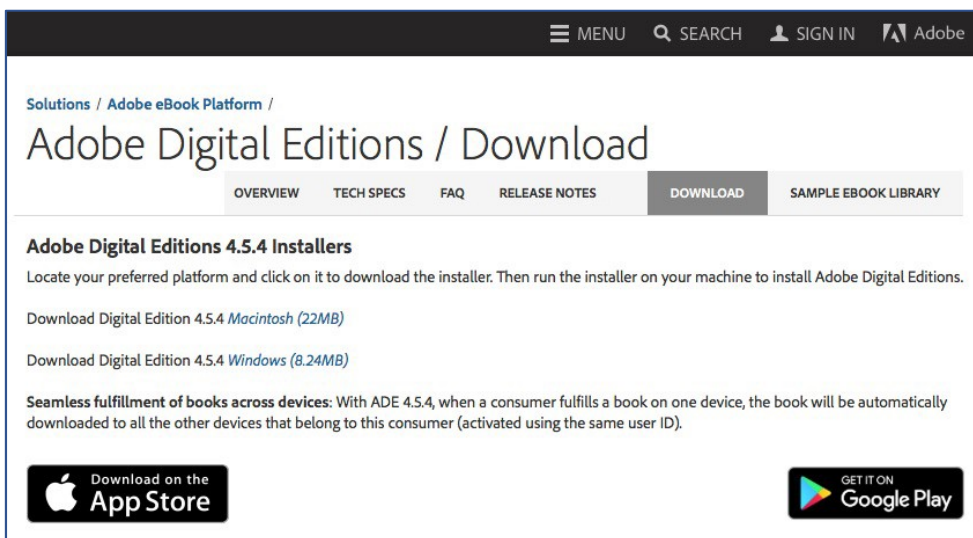 MENU SEARCH SIGN IN Adobe
Solutions / Adobe eBook Platform /
Adobe Digital Editions / Download
OVERVIEW TECH SPECS FAQ RELEASE NOTES DOWNLOAD SAMPLE EBOOK LIBRARY
Adobe Digital Editions 4.5.4 Installers
Locate your preferred platform and click on it to download the installer. Then run the installer on your machine to install Adobe Digital Editions.
Download Digital Edition 4.5.4 Macintosh (22MB)
Download Digital Edition 4.5.4 Windows (8.24MB)
Seamless fulfillment of books across devices: With ADE 4.5.4, when a consumer fulfills a book on one device, the book will be automatically
downloaded to all the other devices that belong to this consumer (activated using the same user ID).
Download on the
App Store
GET IT ON
Google Play